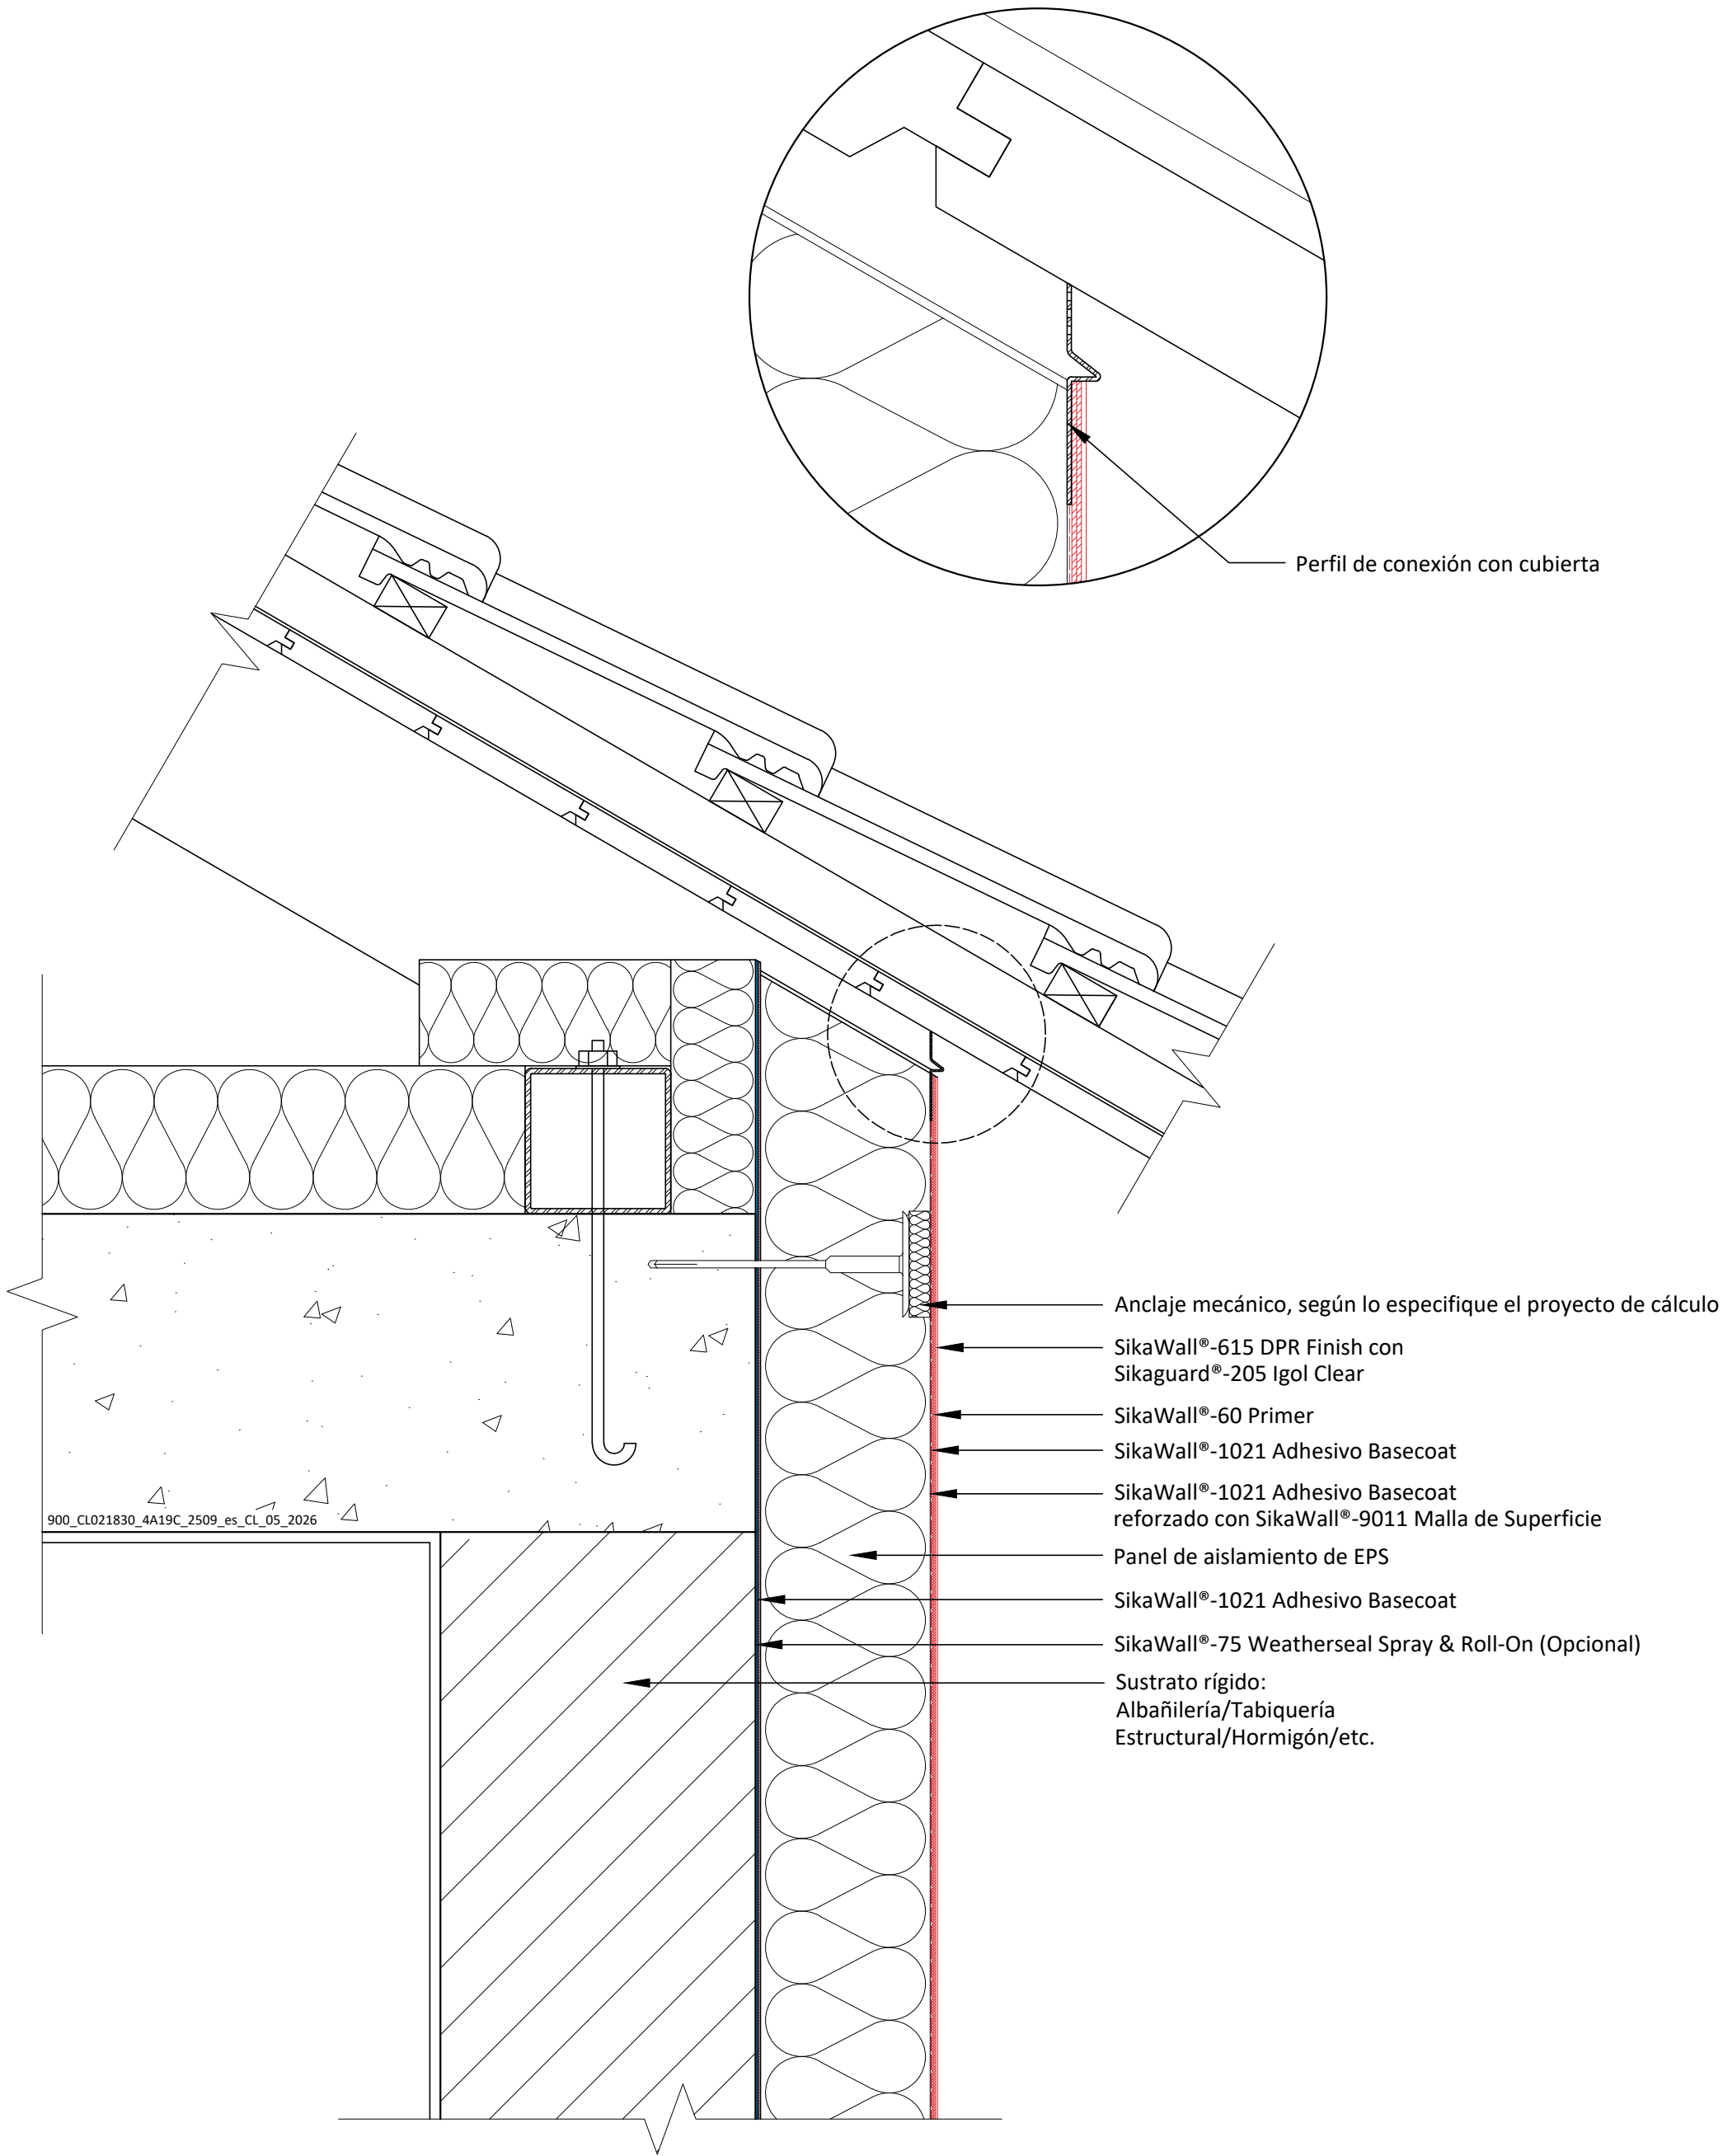 Perfil de conexión con cubierta
Anclaje mecánico, según lo especifique el proyecto de cálculo
SikaWall®-615 DPR Finish con
Sikaguard®-205 Igol Clear
SikaWall®-60 Primer
SikaWall®-1021 Adhesivo Basecoat
SikaWall®-1021 Adhesivo Basecoat
reforzado con SikaWall®-9011 Malla de Superficie
900_CL021830_4A19C_2509_es_CL_05_2026
Panel de aislamiento de EPS
SikaWall®-1021 Adhesivo Basecoat
SikaWall®-75 Weatherseal Spray & Roll-On (Opcional)
Sustrato rígido:
Albañilería/Tabiquería
Estructural/Hormigón/etc.